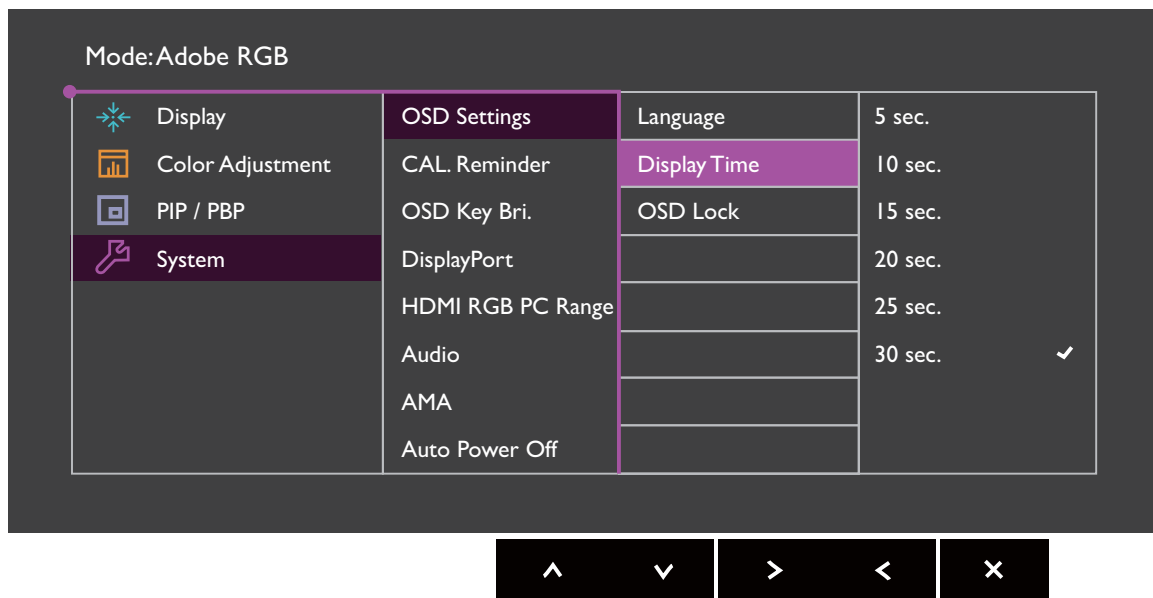 Mode: Adobe RGB
Display
Color Adjustment
PIP / PBP
System
OSD Settings
CAL. Reminder
OSD Key Bri.
DisplayPort
HDMI RGB PC Range
Audio
AMA
Auto Power Off
Language
Display Time
OSD Lock
5 sec.
10 sec.
15 sec.
20 sec.
25 sec.
30 sec.